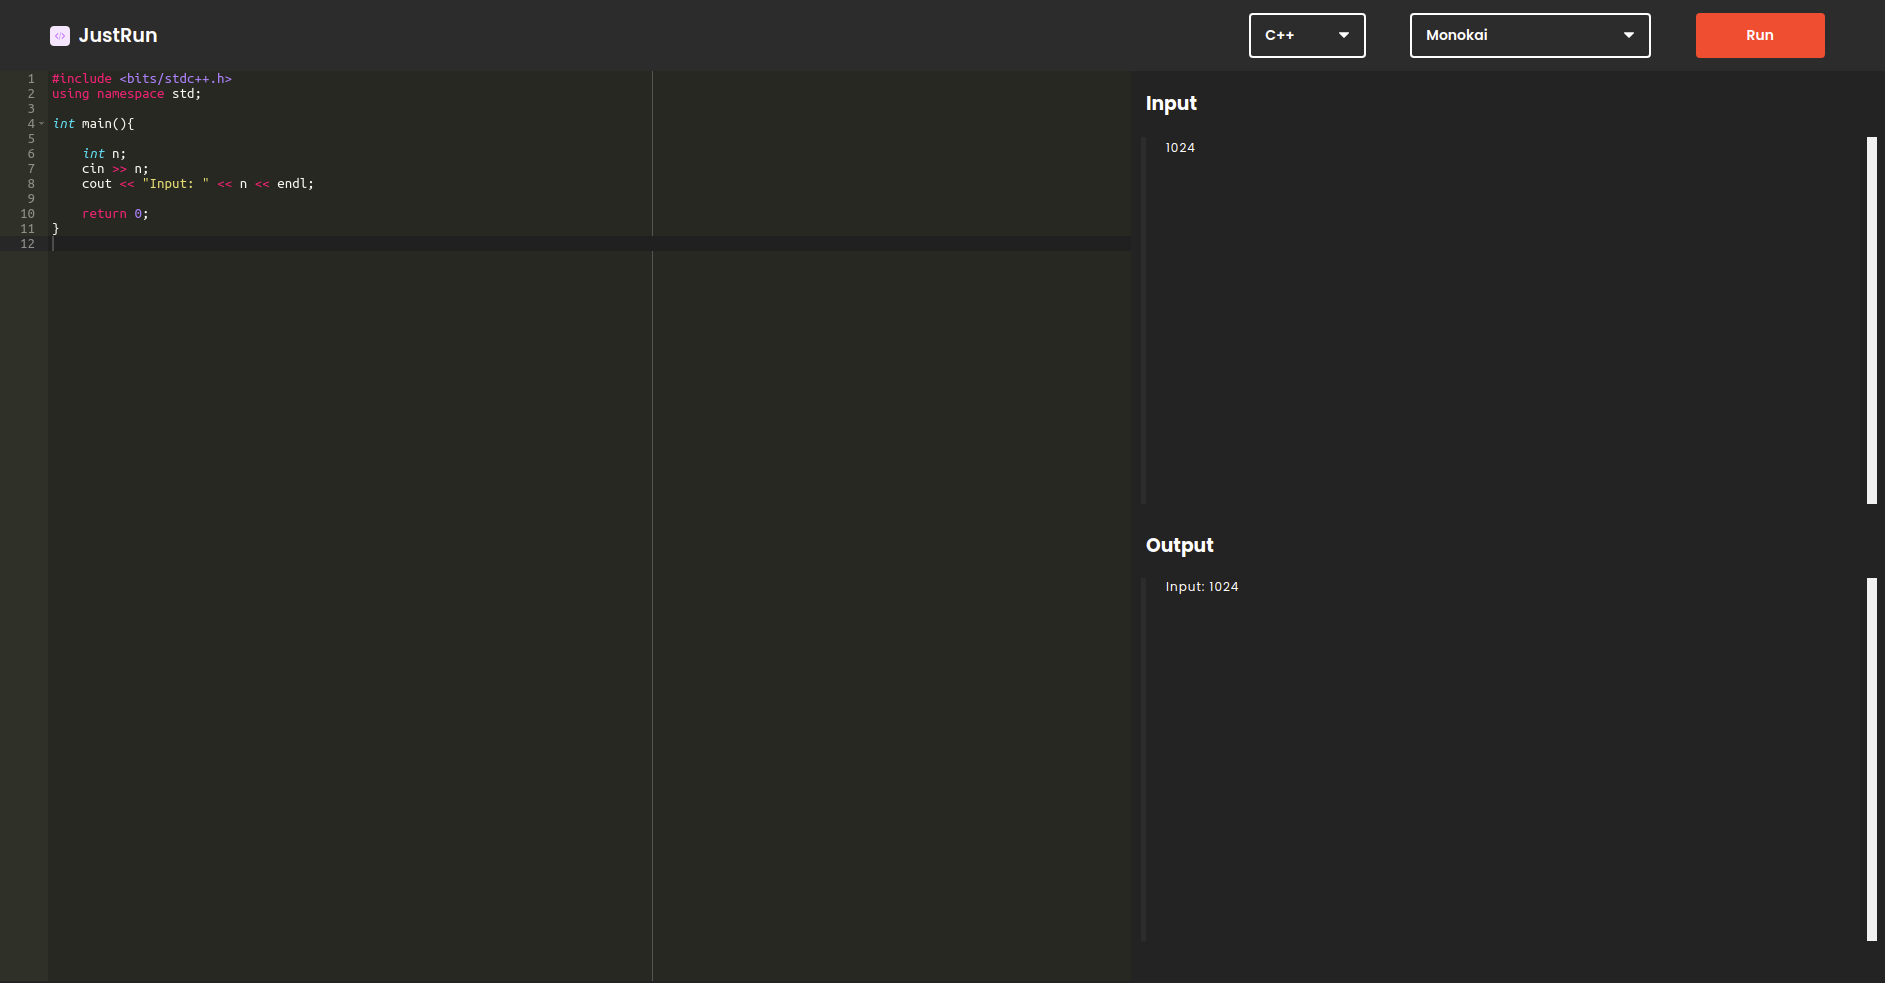 JustRun
C++
Monokai
Run
1 #include <bits/stdc++.h>
2 using namespace std;
3
4 int main(){
5
6     int n;
7     cin >> n;
8     cout << "Input: " << n << endl;
9
10     return 0;
11 }
12
Input
1024
Output
Input: 1024